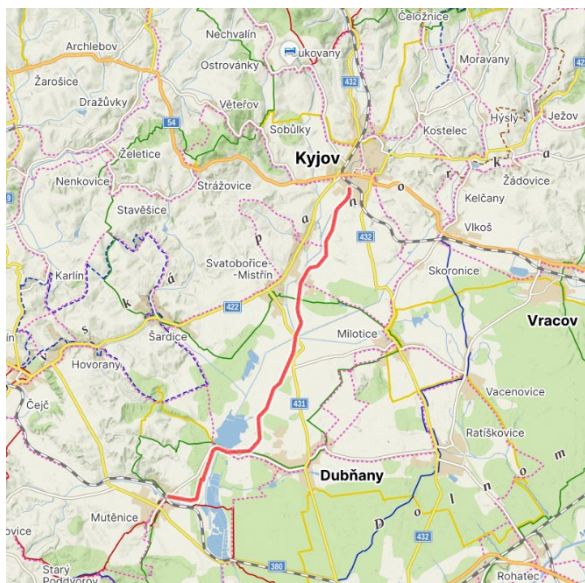 Nechvalín
Čeložnice
Archlebov
Bukovany
432
Moravany
Žarošice
Ostrovánky
Dražůvky
Věteřov
Hýsly
Ježov
54
Sobůlky
Kostelec
Želetice
Kyjov
Nenkovice
Strážovice
Žádovice
Kelčany
Stavěšice
Vlkoš
432
Svatobořice-
-Mistřín
Karlín
Skoronice
422
Vracov
Šardice
Milotice
Hovorany
431
Vacenovice
Čejč
Ratíškovice
Dubňany
Mutěnice
Dolnom
432
380
Starý
Poddvorov
Rohatec